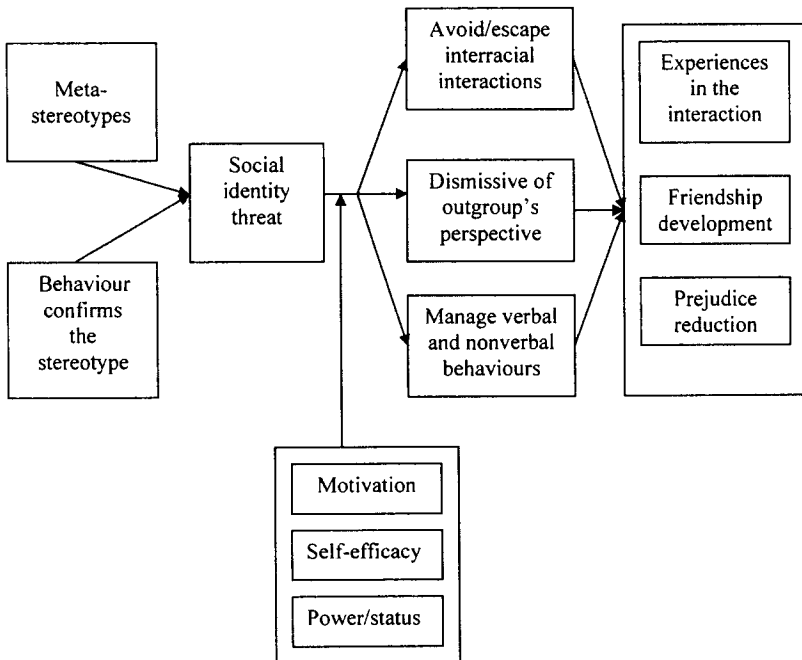 Meta-
stereotypes
Behaviour
confirms
the
stereotype
Social
identity
threat
Avoid/escape
interracial
interactions
Dismissive of
outgroup's
perspective
Manage verbal
and nonverbal
behaviours
Experiences
in the
interaction
Friendship
development
Prejudice
reduction
Motivation
Self-efficacy
Power/status